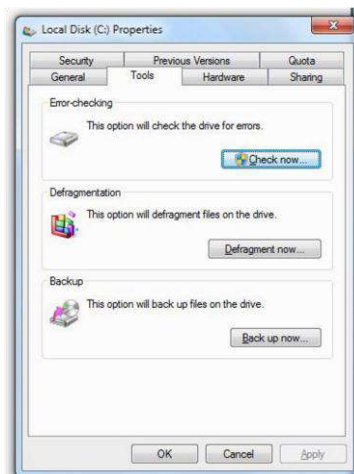 Local Disk (C:) Properties
Security Previous Versions Quota
General Tools Hardware Sharing
Error-checking
This option will check the drive for errors.
Check now...
Defragmentation
This option will defragment files on the drive.
Defragment now...
Backup
This option will back up files on the drive.
Back up now...
OK Cancel Apply